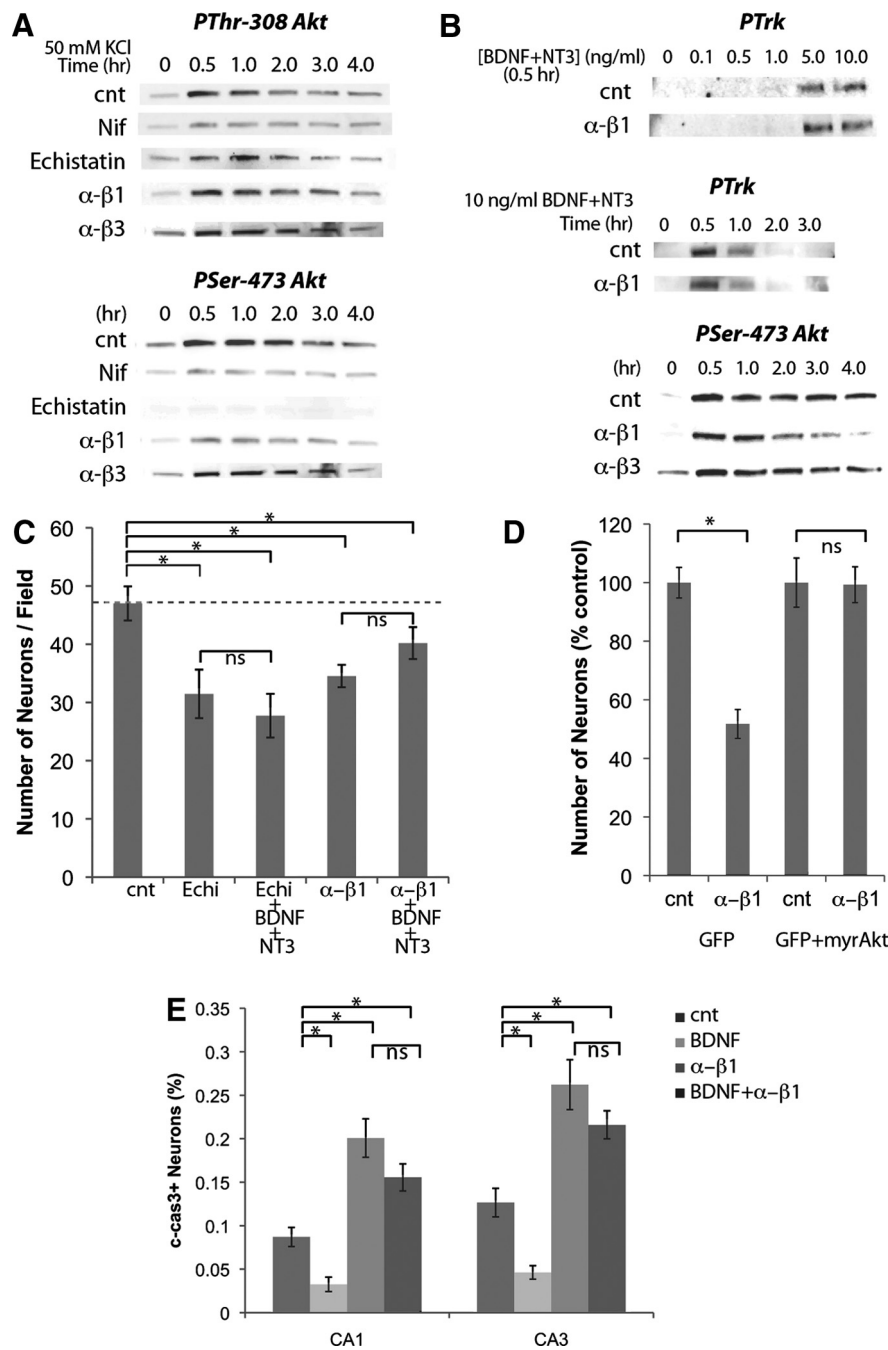 A
PThr-308 Akt
50 mM KCl
Time (hr) 0 0.5 1.0 2.0 3.0 4.0
cnt
Nif
Echistatin
α-β1
α-β3
PSer-473 Akt
(hr) 0 0.5 1.0 2.0 3.0 4.0
cnt
Nif
Echistatin
α-β1
α-β3
B
PTrk
[BDNF+NT3] (ng/ml) 0 0.1 0.5 1.0 5.0 10.0
(0.5 hr)
cnt
α-β1
PTrk
10 ng/ml BDNF+NT3
Time (hr) 0 0.5 1.0 2.0 3.0
cnt
α-β1
PSer-473 Akt
(hr) 0 0.5 1.0 2.0 3.0 4.0
cnt
α-β1
α-β3
C
Number of Neurons / Field
60
50
40
30
20
10
0
*
*
*
*
ns
ns
cnt Echi Echi + BDNF + NT3 α-β1 α-β1 + BDNF + NT3
D
Number of Neurons (% control)
120
100
80
60
40
20
0
*
ns
cnt α-β1 cnt α-β1
GFP GFP+myrAkt
E
c-cas3+ Neurons (%)
0.35
0.3
0.25
0.2
0.15
0.1
0.05
0
*
*
*
ns
*
*
*
ns
CA1 CA3
cnt
BDNF
α-β1
BDNF+α-β1